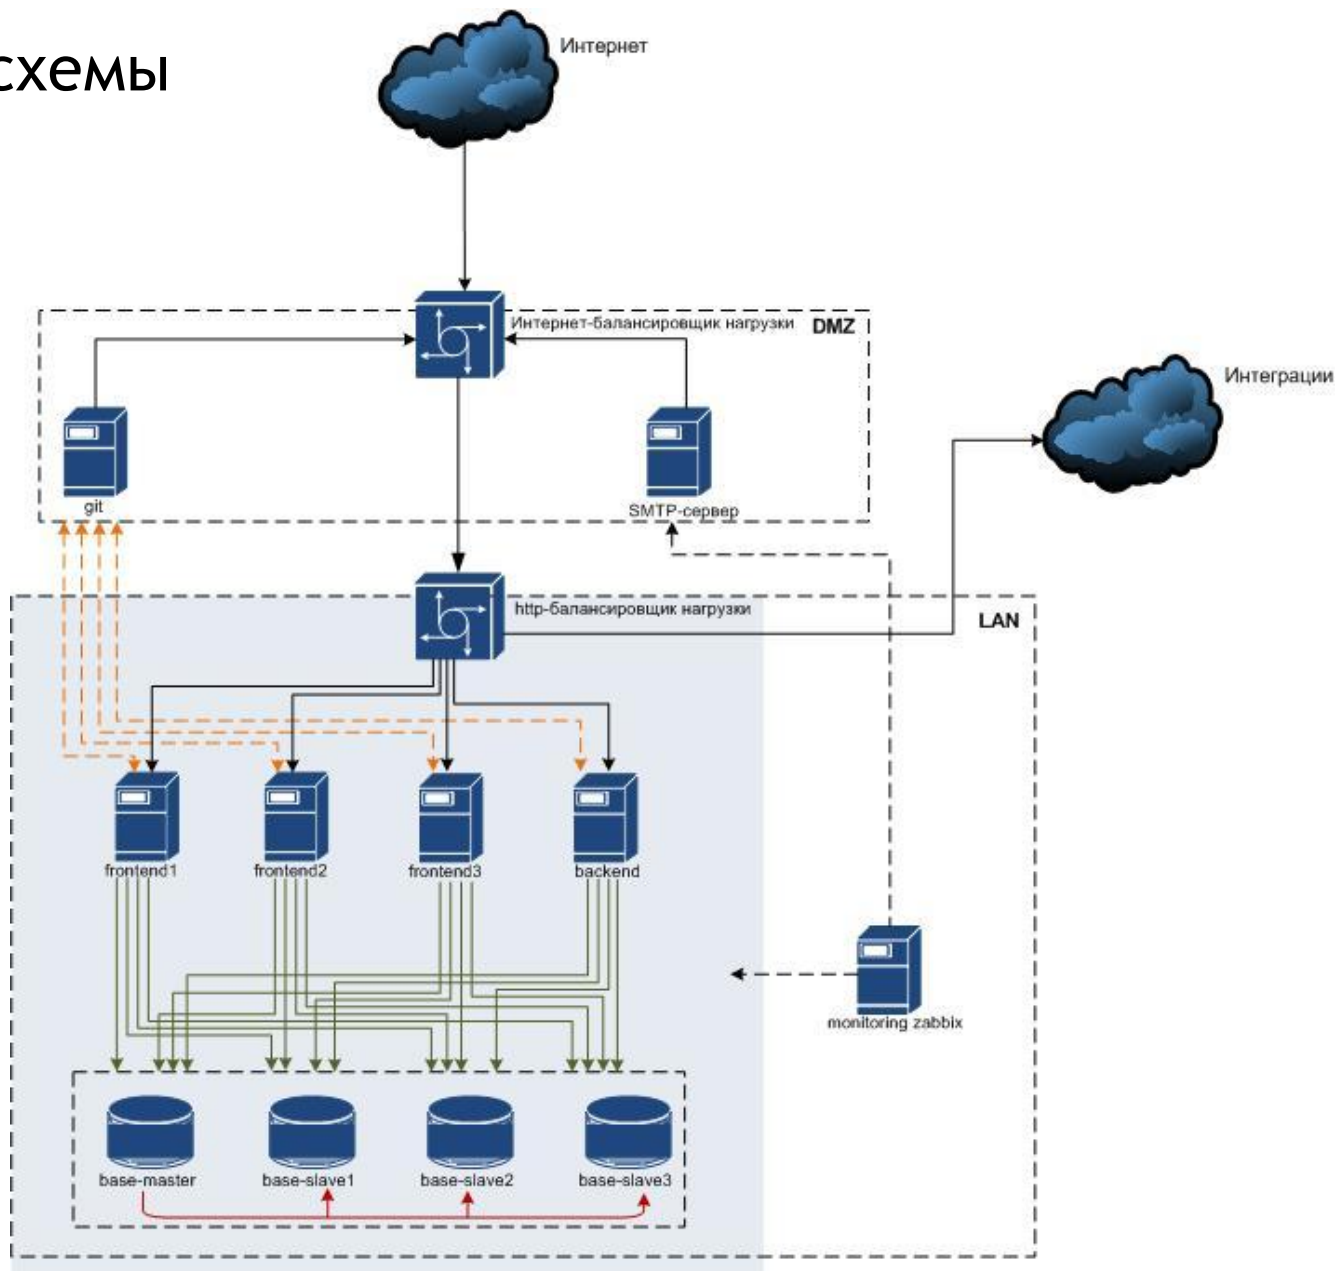 схемы
Интернет
Интернет-балансировщик нагрузки
DMZ
Интеграции
git
SMTP-сервер
http-балансировщик нагрузки
LAN
frontend1
frontend2
frontend3
backend
monitoring zabbix
base-master
base-slave1
base-slave2
base-slave3